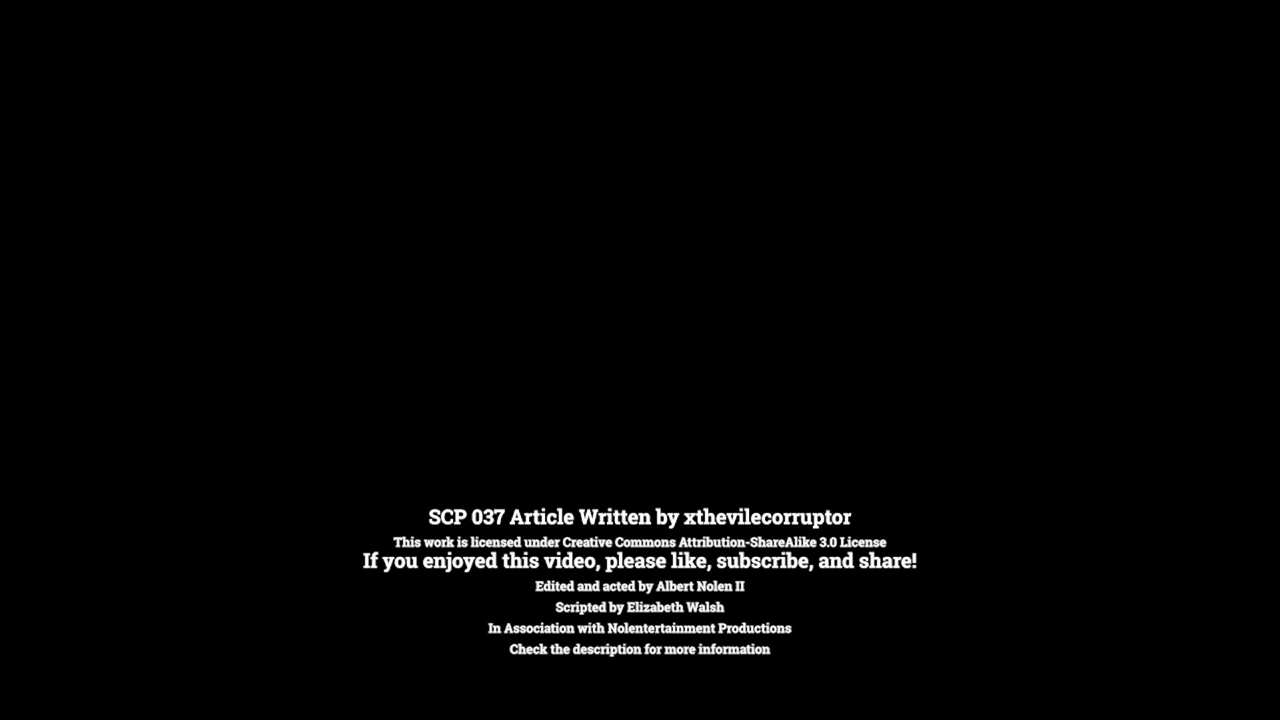 SCP 037 Article Written by xthevilecorruptor
This work is licensed under Creative Commons Attribution-ShareAlike 3.0 License
If you enjoyed this video, please like, subscribe, and share!
Edited and acted by Albert Nolen II
Scripted by Elizabeth Walsh
In Association with Nolentertainment Productions
Check the description for more information